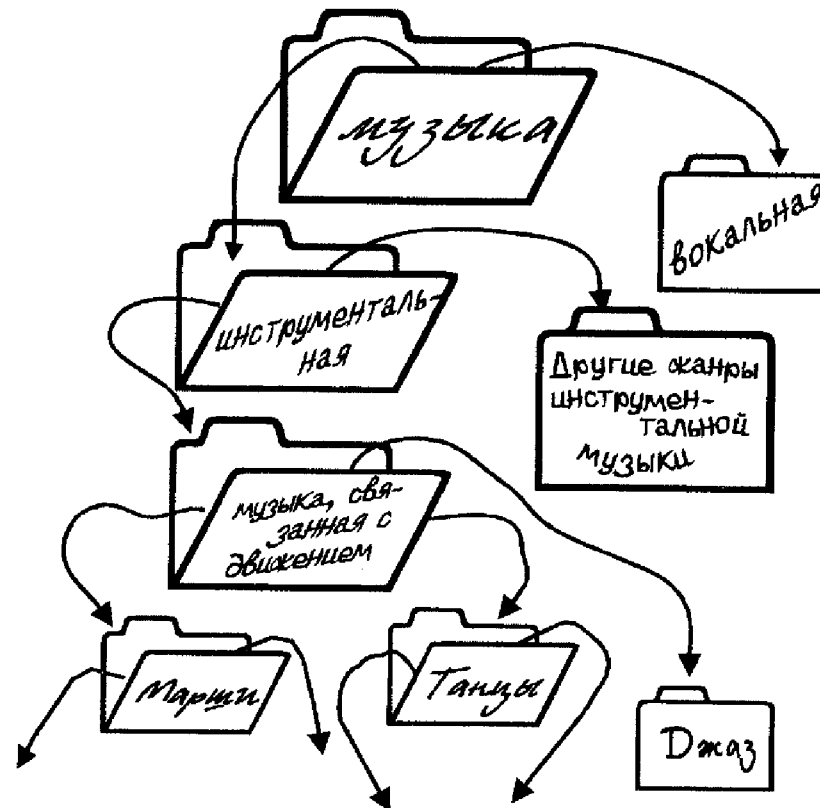 музыка
вокальная
инструменталь-
ная
Другие жанры
инструмен-
тальной
музыки
музыка, свя-
занная с
движением
Марши
Танцы
Джаз